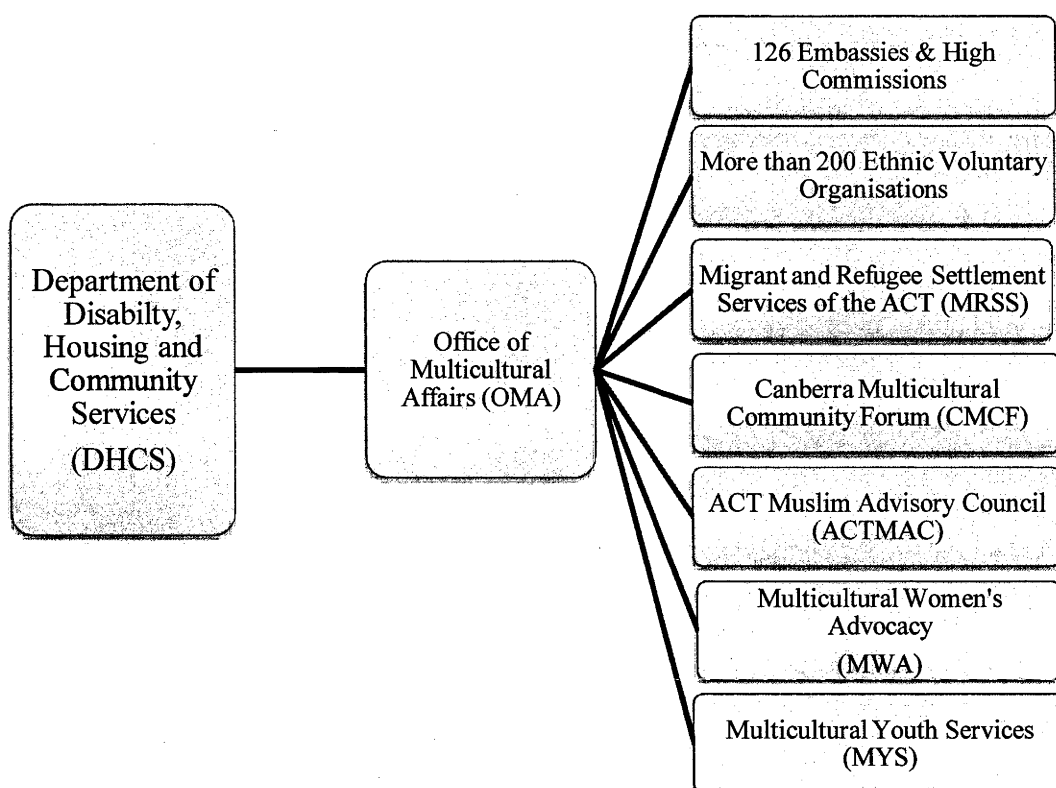 Department of
Disabilty,
Housing and
Community
Services
(DHCS)
Office of
Multicultural
Affairs (OMA)
126 Embassies & High
Commissions
More than 200 Ethnic Voluntary
Organisations
Migrant and Refugee Settlement
Services of the ACT (MRSS)
Canberra Multicultural
Community Forum (CMCF)
ACT Muslim Advisory Council
(ACTMAC)
Multicultural Women's
Advocacy
(MWA)
Multicultural Youth Services
(MYS)